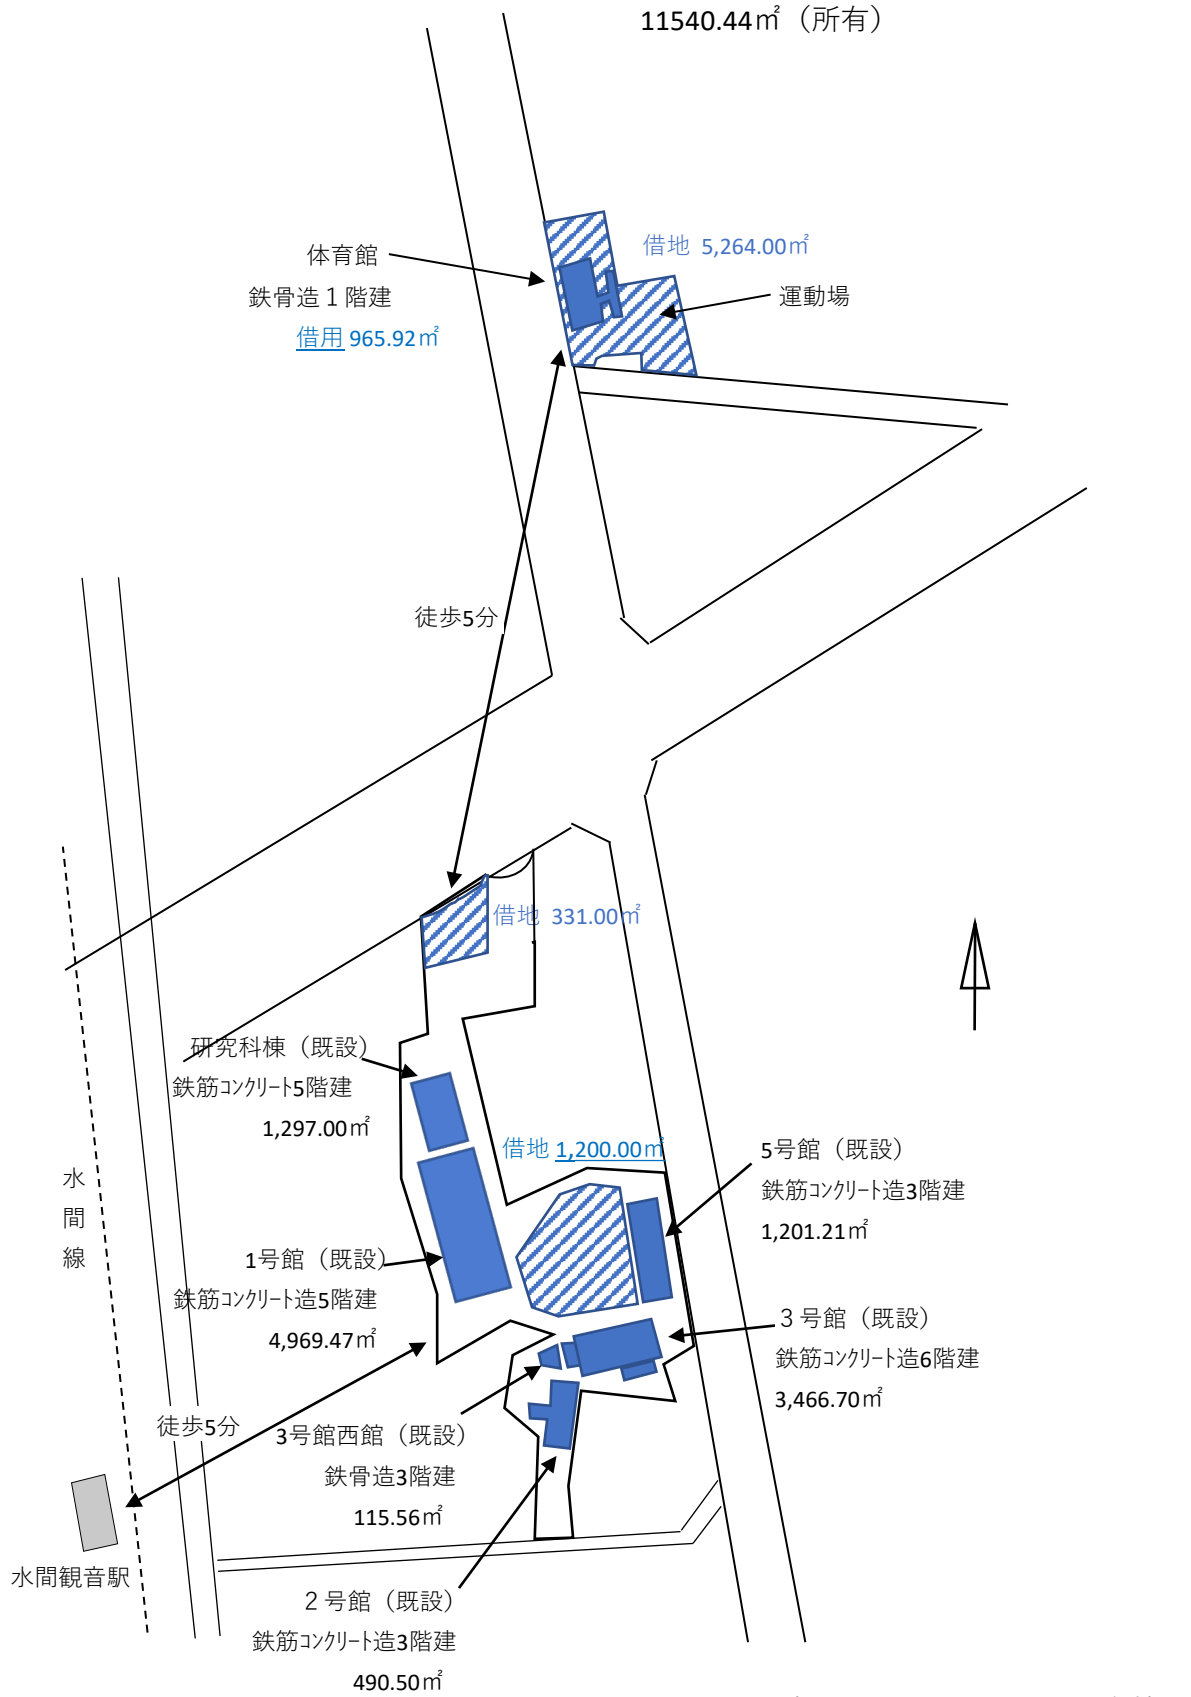 11540.44㎡（所有）
体育館
鉄骨造１階建
借用 965.92㎡
借地 5,264.00㎡
運動場
徒歩5分
借地 331.00㎡
研究科棟（既設）
鉄筋ｺﾝｸﾘｰﾄ5階建
1,297.00㎡
借地 1,200.00㎡
5号館（既設）
鉄筋ｺﾝｸﾘｰﾄ造3階建
1,201.21㎡
水間線
1号館（既設）
鉄筋ｺﾝｸﾘｰﾄ造5階建
4,969.47㎡
３号館（既設）
鉄筋ｺﾝｸﾘｰﾄ造6階建
3,466.70㎡
徒歩5分
3号館西館（既設）
鉄骨造3階建
115.56㎡
水間観音駅
２号館（既設）
鉄筋ｺﾝｸﾘｰﾄ造3階建
490.50㎡